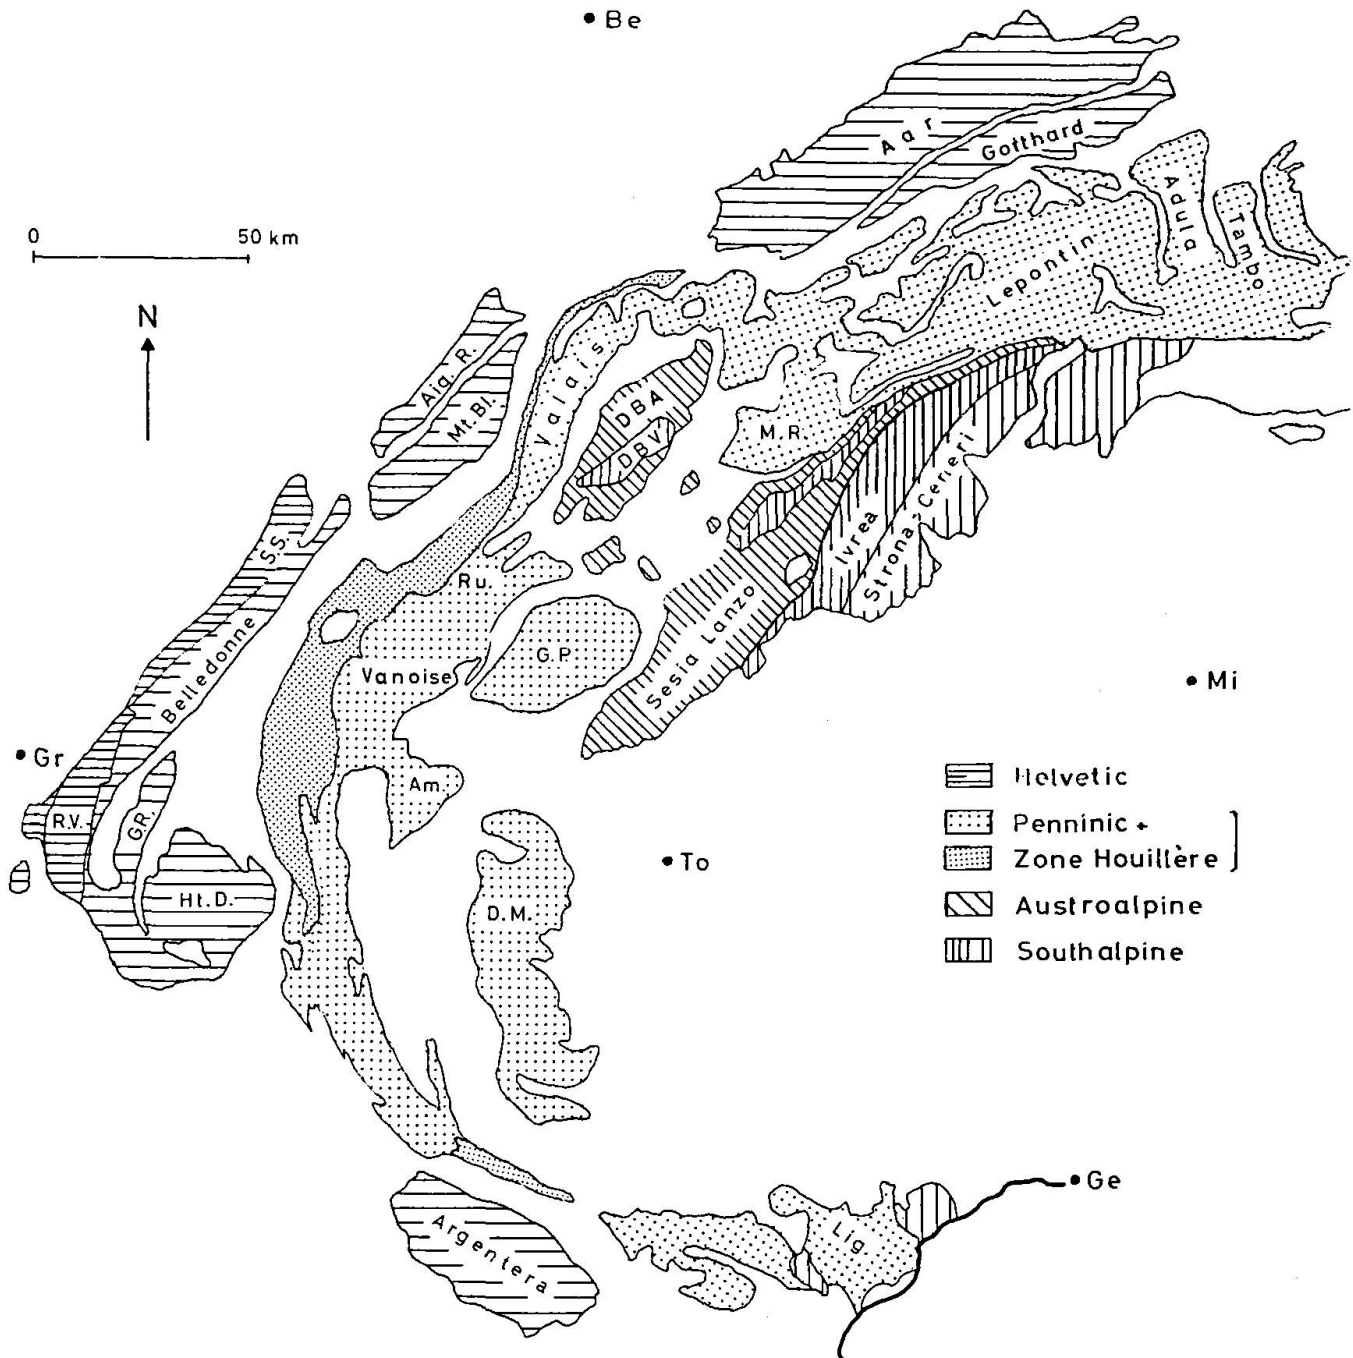 Be
Aar
Gotthard
Adula
Tambo
Lepontin
0 50 km
N
Aig. R.
Mt. Bl.
Valais
DBA
DBV
M.R.
Ivrea
Strona-Ceneri
S.S.
Belledonne
Ru.
Vanoise
G.P.
Sesia Lanzo
Mi
Gr
R.V.
G.R.
Am.
Ht.D.
D.M.
To
Helvetic
Penninic +
Zone Houillère
Austroalpine
Southalpine
Ge
Argentera
Lig.